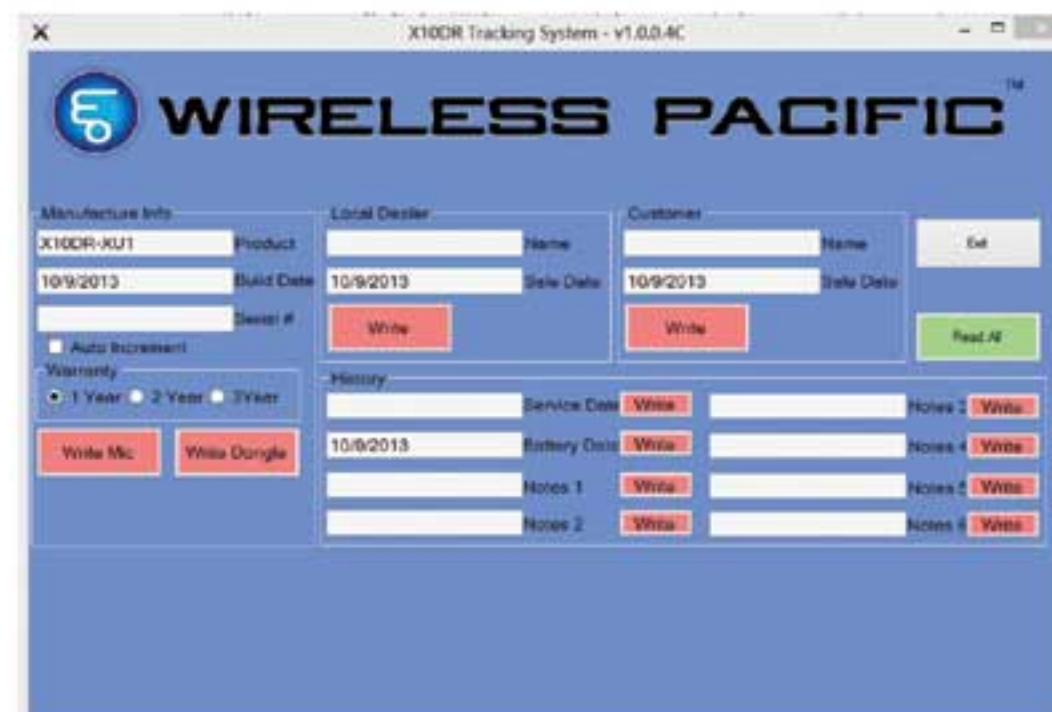 X10DR Tracking System - v1.0.0.4C
WIRELESS PACIFIC TM
Manufacture Info
X10DR-XU1 Product
10/9/2013 Build Date
Serial #
Auto Increment
Warranty
1 Year 2 Year 3Year
Write Mic Write Dongle
Local Dealer
Name
10/9/2013 Sale Date
Write
Customer
Name
10/9/2013 Sale Date
Write
Exit
Read All
History
Service Date Write
10/9/2013 Battery Date Write
Notes 1 Write
Notes 2 Write
Notes 3 Write
Notes 4 Write
Notes 5 Write
Notes 6 Write